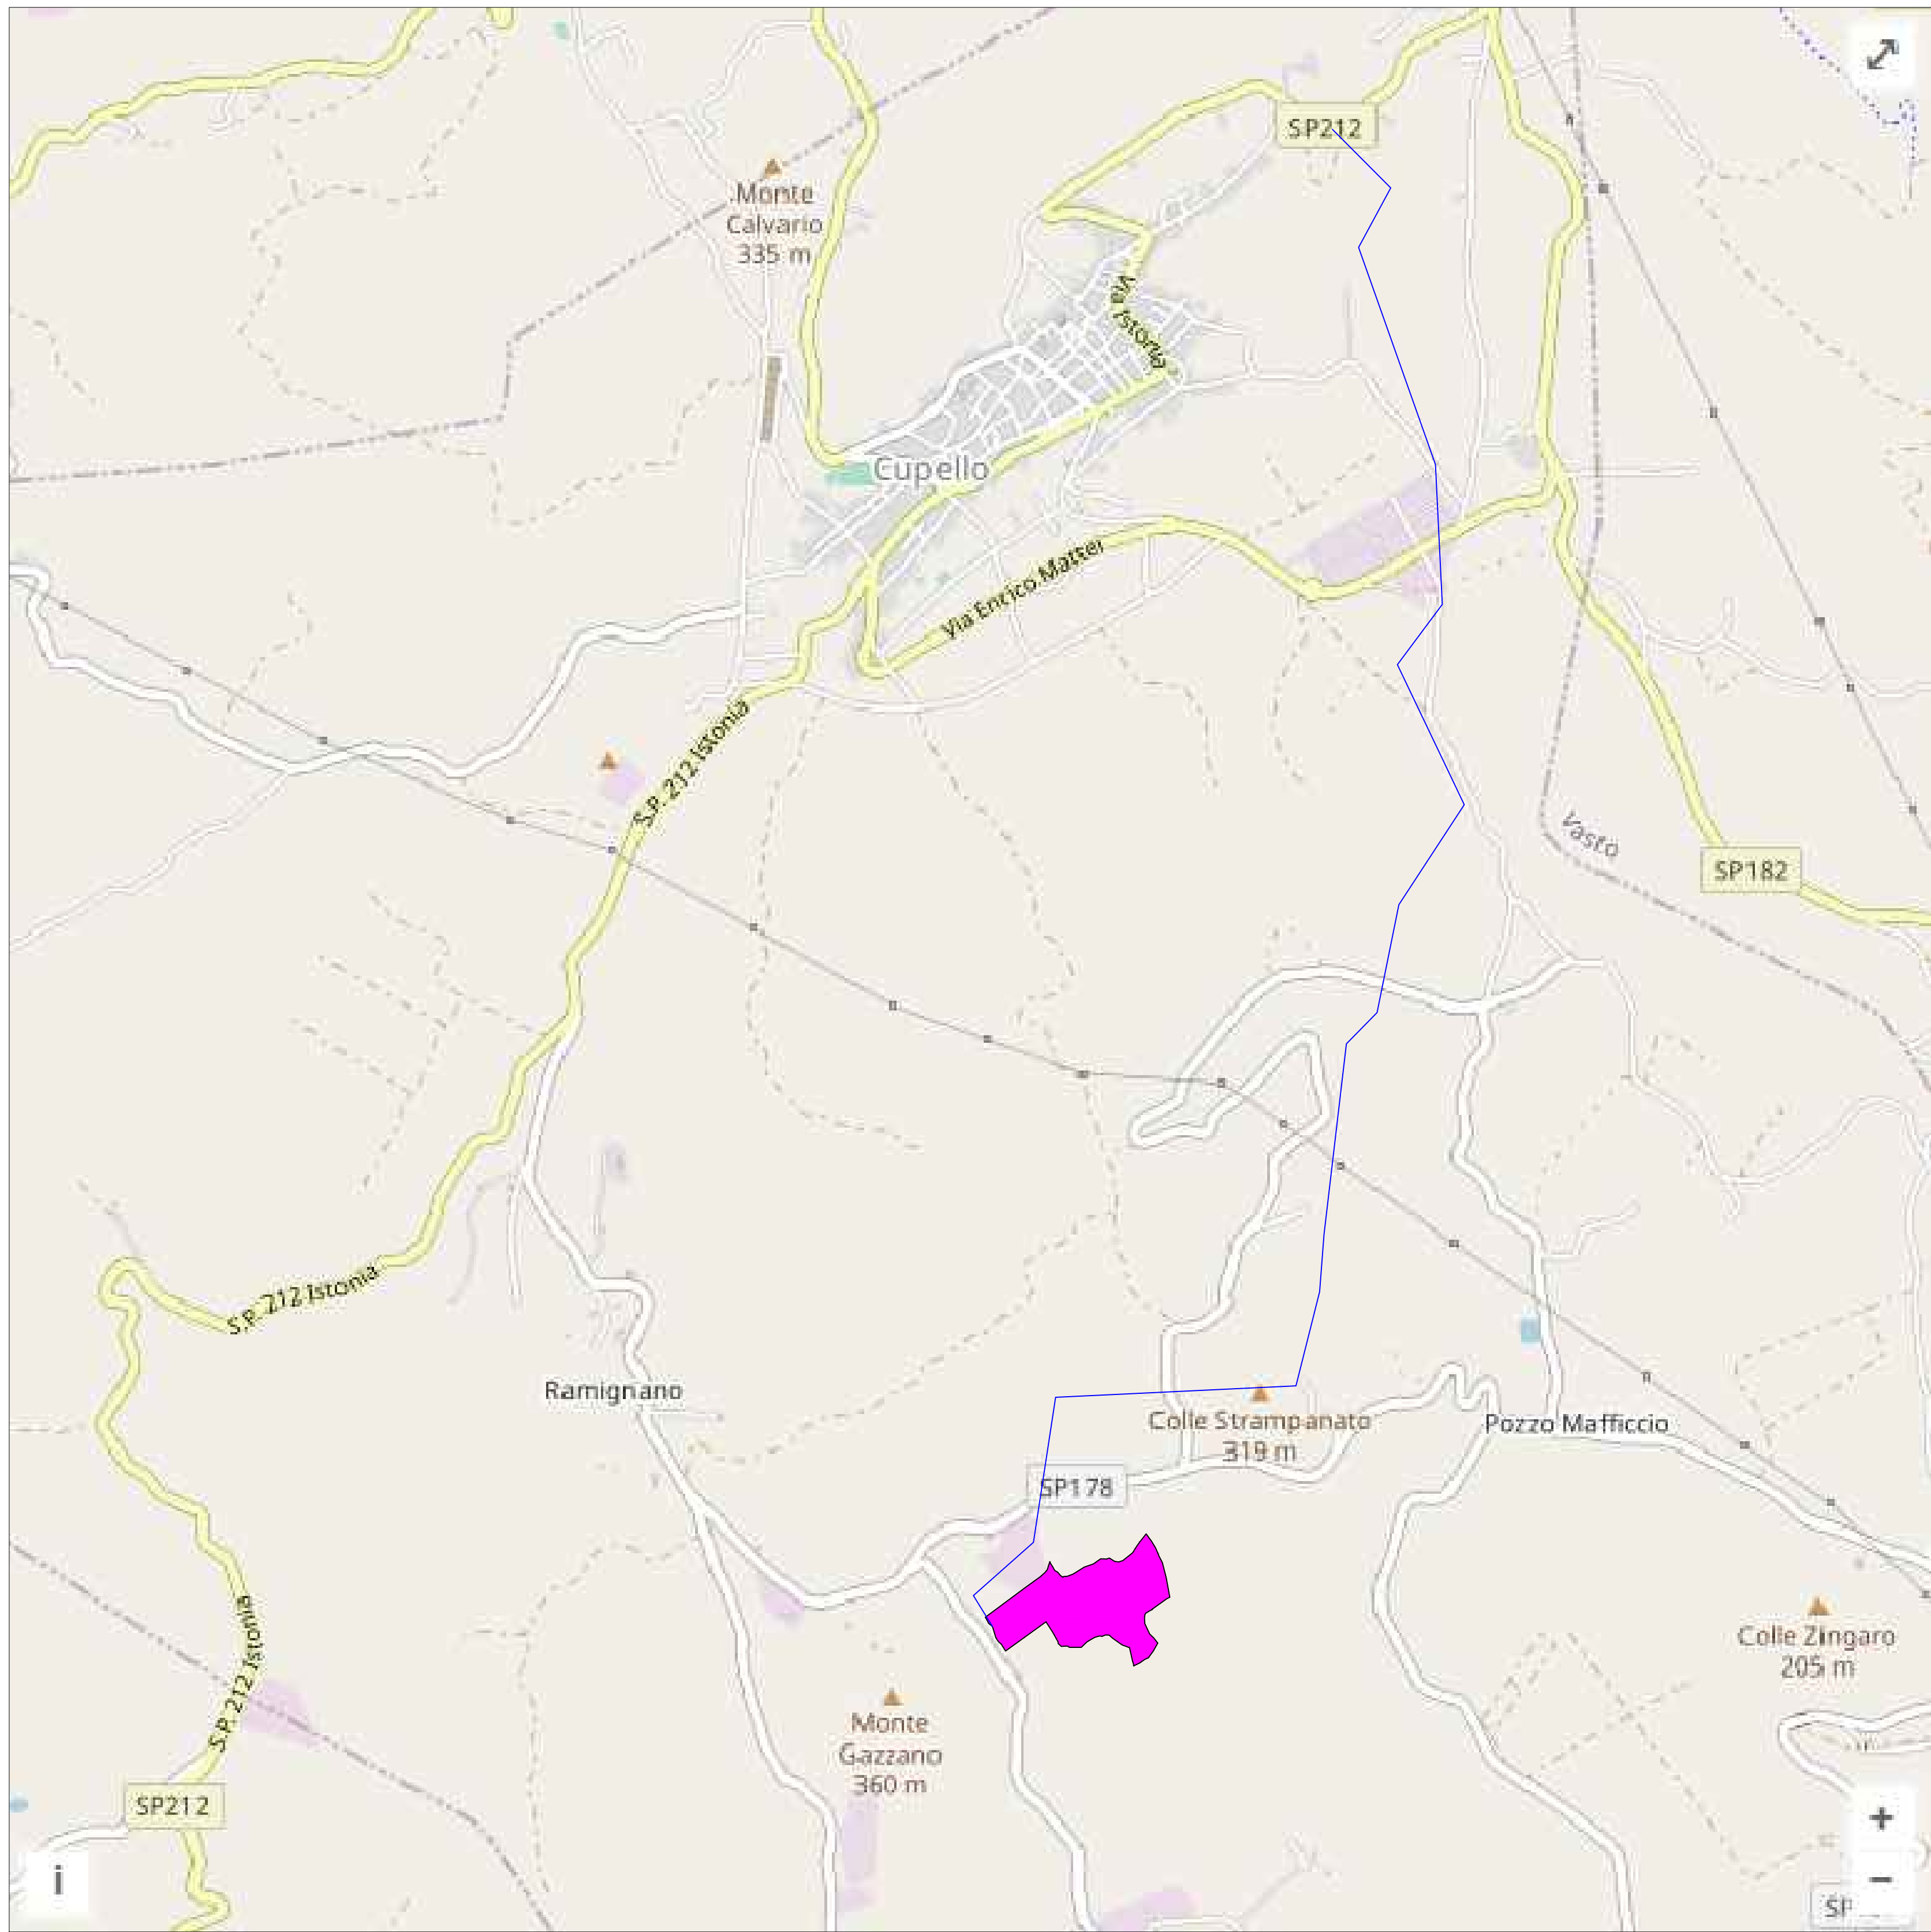 SP212
Monte
Calvario
335 m
Via Istonia
Cupello
Via Enrico Mattei
S.P. 212 Istonia
Vasto
SP182
S.P. 212 Istonia
Ramignano
Colle Strampanato
319 m
Pozzo Mafficcio
SP178
S.P. 212 Istonia
Colle Zingaro
205 m
Monte
Gazzano
360 m
SP212
+
i
−
SP